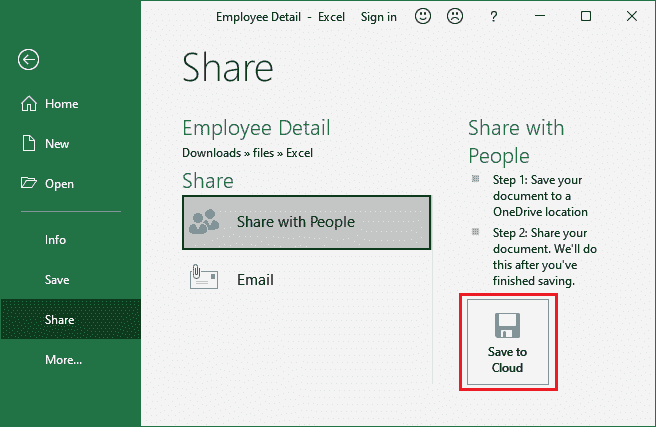 Employee Detail - Excel Sign in ?
Home
New
Open
Info
Save
Share
More...
Share
Employee Detail
Downloads » files » Excel
Share
Share with People
Email
Share with
People
Step 1: Save your
document to a
OneDrive location
Step 2: Share your
document. We'll do
this after you've
finished saving.
Save to
Cloud